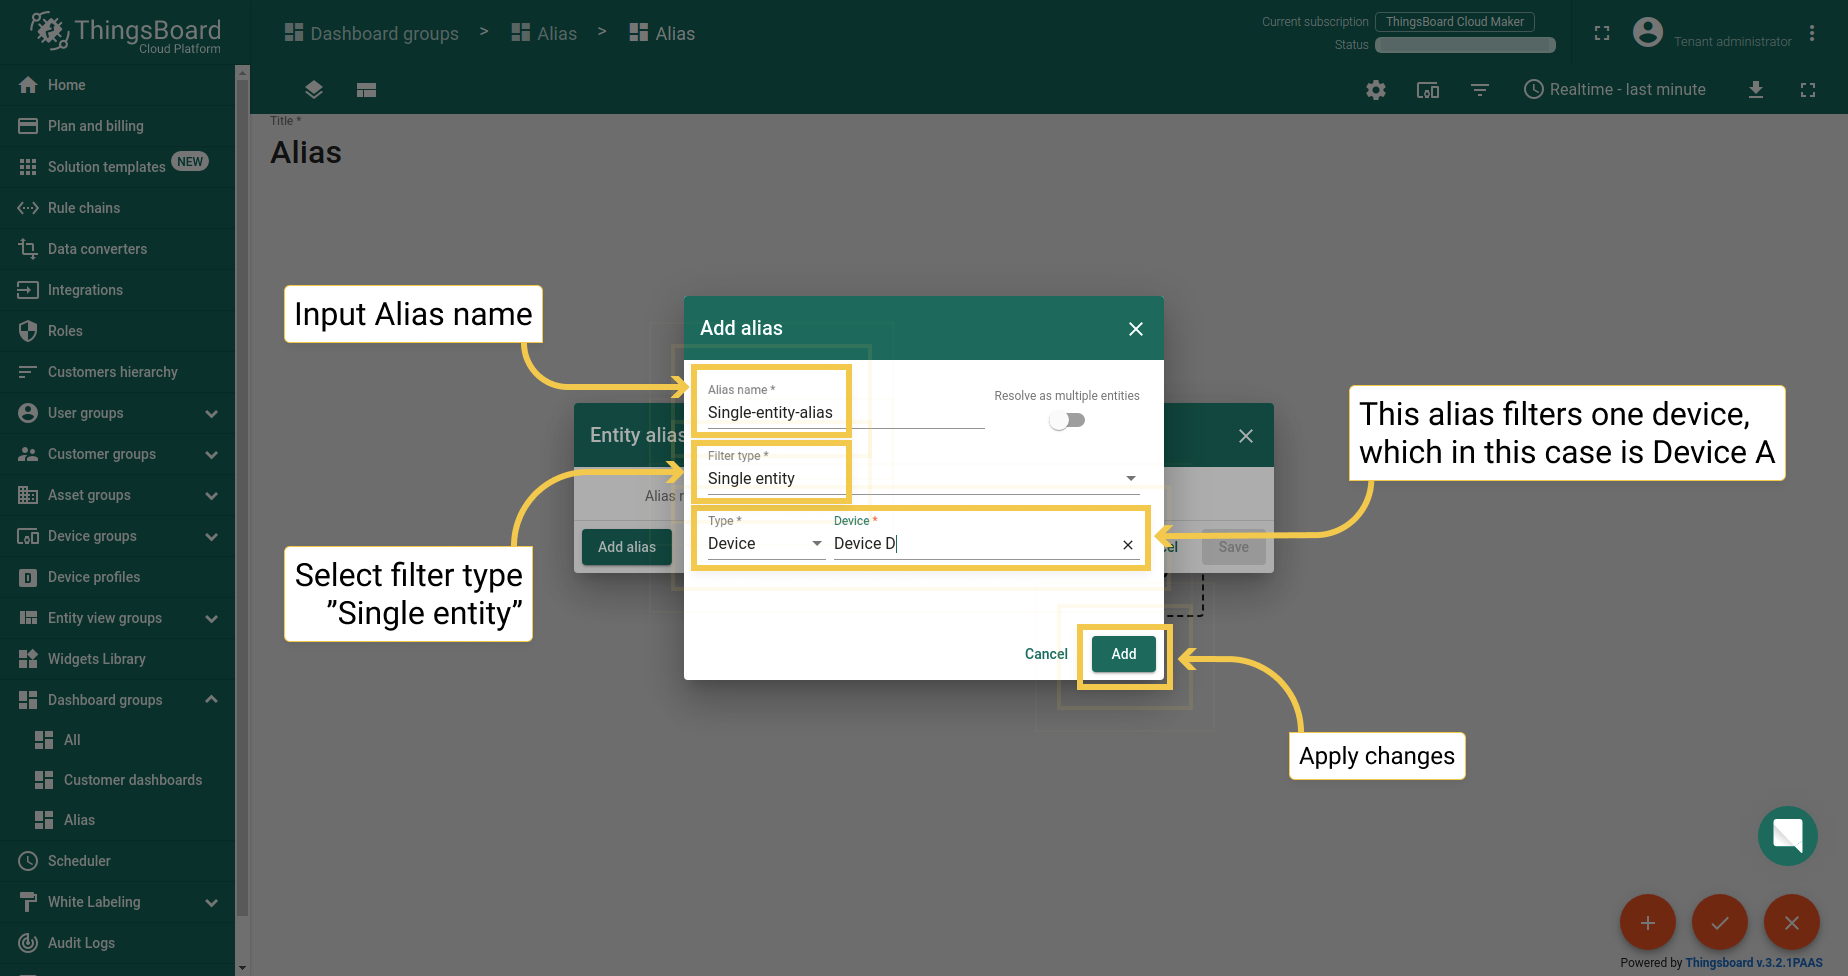 ThingsBoard
Cloud Platform
Dashboard groups > Alias > Alias
Current subscription ThingsBoard Cloud Maker
Status
Tenant administrator
Realtime - last minute
Home
Plan and billing
Solution templates NEW
Rule chains
Data converters
Integrations
Roles
Customers hierarchy
User groups
Customer groups
Asset groups
Device groups
Device profiles
Entity view groups
Widgets Library
Dashboard groups
All
Customer dashboards
Alias
Scheduler
White Labeling
Audit Logs
Title *
Alias
Input Alias name
Select filter type
”Single entity”
Entity alias
Alias
Add alias
Save
Add alias
Alias name *
Single-entity-alias
Resolve as multiple entities
Filter type *
Single entity
Type *
Device
Device *
Device D
Cancel
Add
This alias filters one device,
which in this case is Device A
Apply changes
Powered by Thingsboard v.3.2.1PAAS